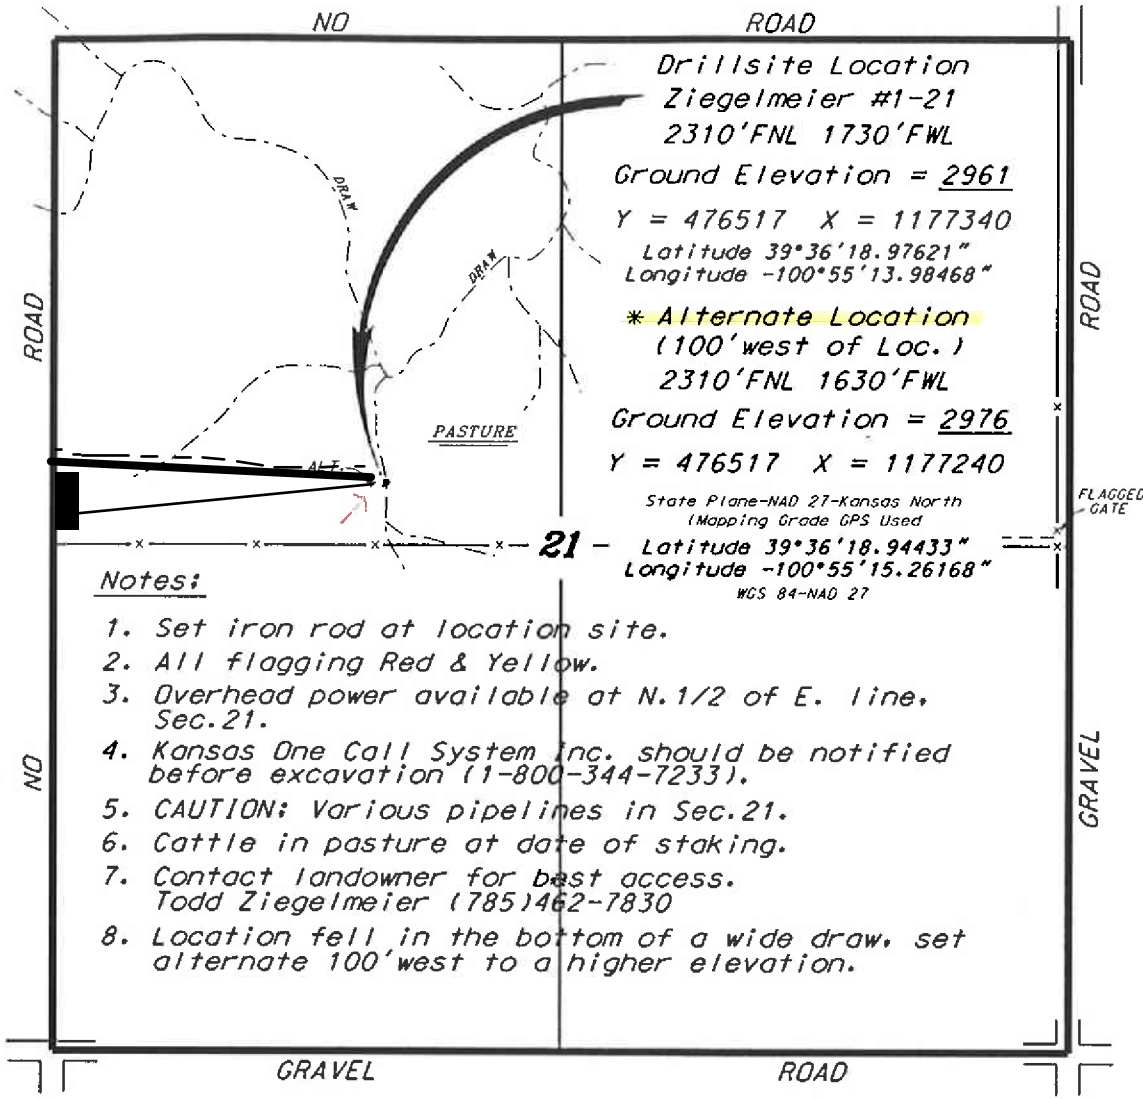 NO ROAD
Drillsite Location
Ziegelmeier #1-21
2310'FNL 1730'FWL
Ground Elevation = 2961
Y = 476517 X = 1177340
Latitude 39°36'18.97621"
Longitude -100°55'13.98468"
* Alternate Location
(100'west of Loc.)
2310'FNL 1630'FWL
Ground Elevation = 2976
Y = 476517 X = 1177240
State Plane-NAD 27-Kansas North
(Mapping Grade GPS Used
Latitude 39°36'18.94433"
Longitude -100°55'15.26168"
WGS 84-NAD 27
DRAW
DRAW
PASTURE
ALT.
21
FLAGGED
GATE
ROAD
NO
ROAD
GRAVEL
Notes:
1. Set iron rod at location site.
2. All flagging Red & Yellow.
3. Overhead power available at N.1/2 of E. line,
Sec.21.
4. Kansas One Call System Inc. should be notified
before excavation (1-800-344-7233).
5. CAUTION: Various pipelines in Sec.21.
6. Cattle in pasture at date of staking.
7. Contact landowner for best access.
Todd Ziegelmeier (785)462-7830
8. Location fell in the bottom of a wide draw, set
alternate 100'west to a higher elevation.
GRAVEL ROAD